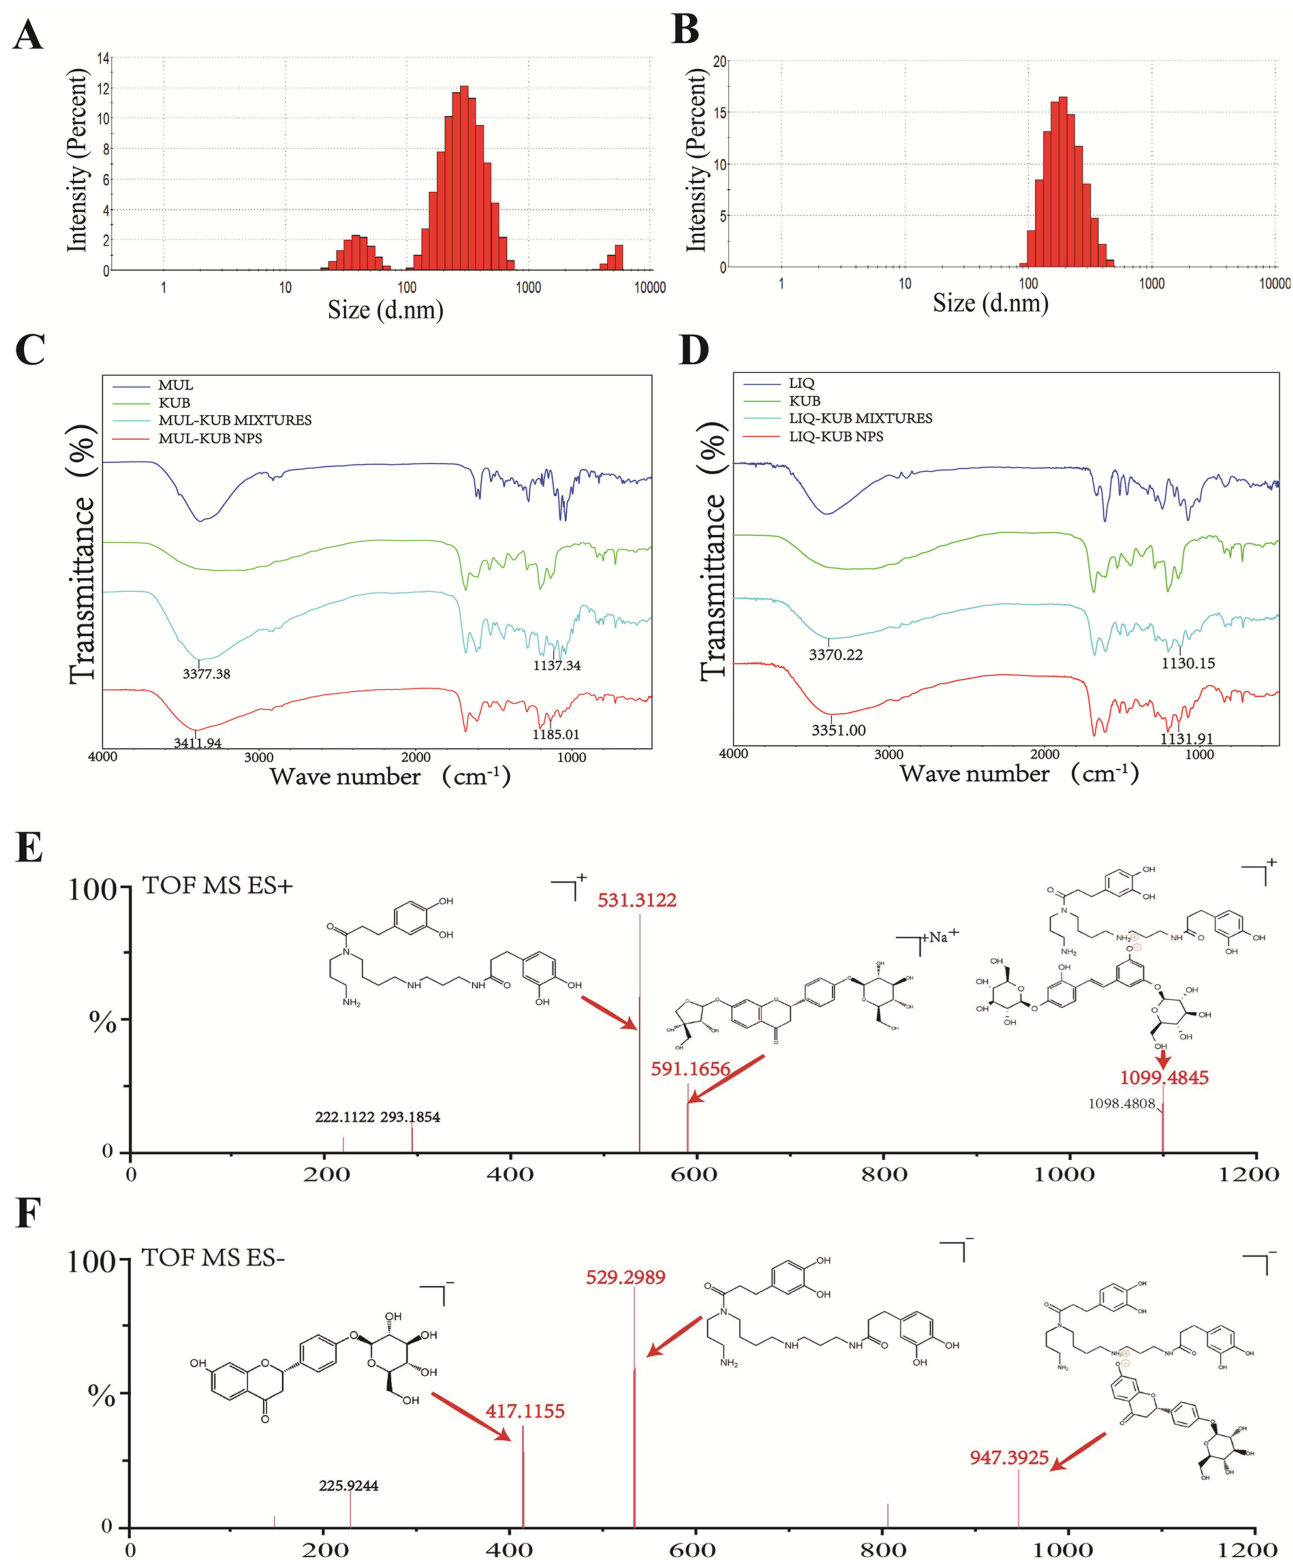 A
Intensity (Percent)
14
12
10
8
6
4
2
0
1
10
100
1000
10000
Size (d.nm)
B
Intensity (Percent)
20
15
10
5
0
1
10
100
1000
10000
Size (d.nm)
C
Transmittance (%)
MUL
KUB
MUL-KUB MIXTURES
MUL-KUB NPS
3377.38
1137.34
3411.94
1185.01
4000
3000
2000
1000
Wave number (cm-1)
D
Transmittance (%)
LIQ
KUB
LIQ-KUB MIXTURES
LIQ-KUB NPS
3370.22
1130.15
3351.00
1131.91
4000
3000
2000
1000
Wave number (cm-1)
E
TOF MS ES+
100
%
0
222.1122
293.1854
531.3122
591.1656
1099.4845
1098.4808
+
+Na+
+
0
200
400
600
800
1000
1200
F
TOF MS ES-
100
%
0
225.9244
417.1155
529.2989
947.3925
−
−
−
0
200
400
600
800
1000
1200